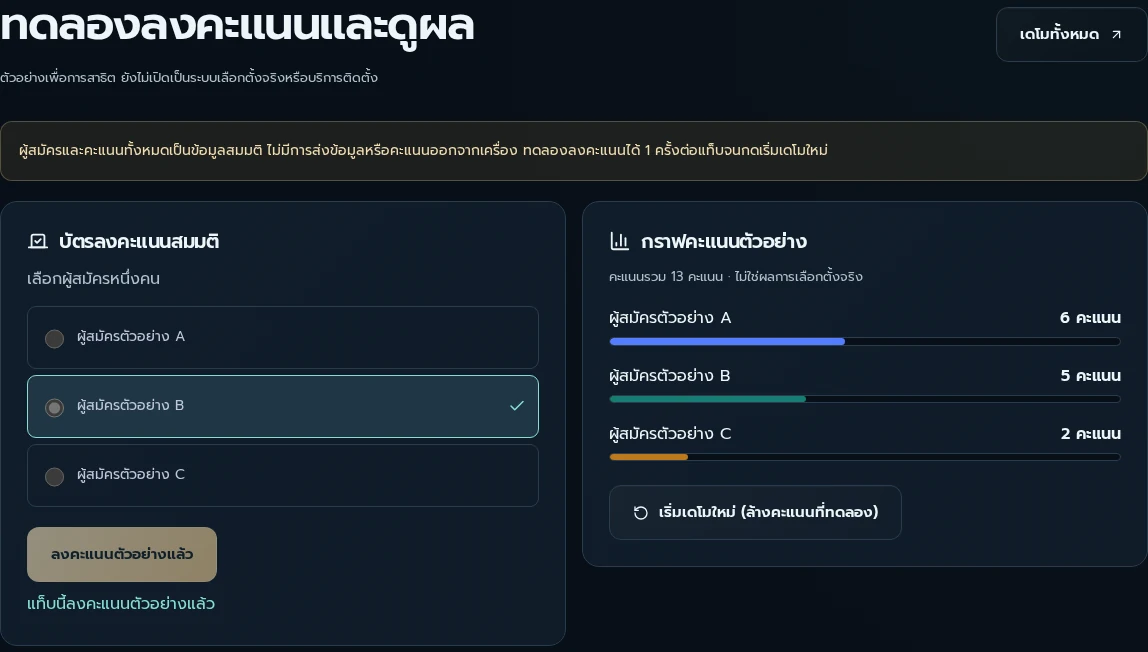 ทดลองลงคะแนนและดูผล
เดโมทั้งหมด
ตัวอย่างเพื่อการสาธิต ยังไม่เปิดเป็นระบบเลือกตั้งจริงหรือบริการติดตั้ง
ผู้สมัครและคะแนนทั้งหมดเป็นข้อมูลสมมติ ไม่มีการส่งข้อมูลหรือคะแนนออกจากเครื่อง ทดลองลงคะแนนได้ 1 ครั้งต่อแท็บจนกดเริ่มเดโมใหม่
บัตรลงคะแนนสมมติ
เลือกผู้สมัครหนึ่งคน
ผู้สมัครตัวอย่าง A
ผู้สมัครตัวอย่าง B
ผู้สมัครตัวอย่าง C
ลงคะแนนตัวอย่างแล้ว
แท็บนี้ลงคะแนนตัวอย่างแล้ว
กราฟคะแนนตัวอย่าง
คะแนนรวม 13 คะแนน · ไม่ใช่ผลการเลือกตั้งจริง
ผู้สมัครตัวอย่าง A 6 คะแนน
ผู้สมัครตัวอย่าง B 5 คะแนน
ผู้สมัครตัวอย่าง C 2 คะแนน
เริ่มเดโมใหม่ (ล้างคะแนนที่ทดลอง)